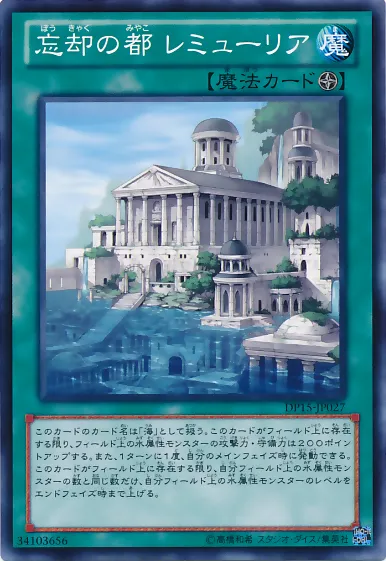 忘却の都 レミューリア
魔
【魔法カード】
DP15-JP027
このカードのカード名は「海」として扱う。このカードがフィールド上に存在
する限り、フィールド上の水属性モンスターの攻撃力・守備力は200ポイン
トアップする。また、1ターンに1度、自分のメインフェイズ時に発動できる。
このカードがフィールド上に存在する限り、自分フィールド上の水属性モン
スターの数と同じ数だけ、自分フィールド上の水属性モンスターのレベルを
エンドフェイズ時まで上げる。
34103656
©高橋和希 スタジオ・ダイス/集英社